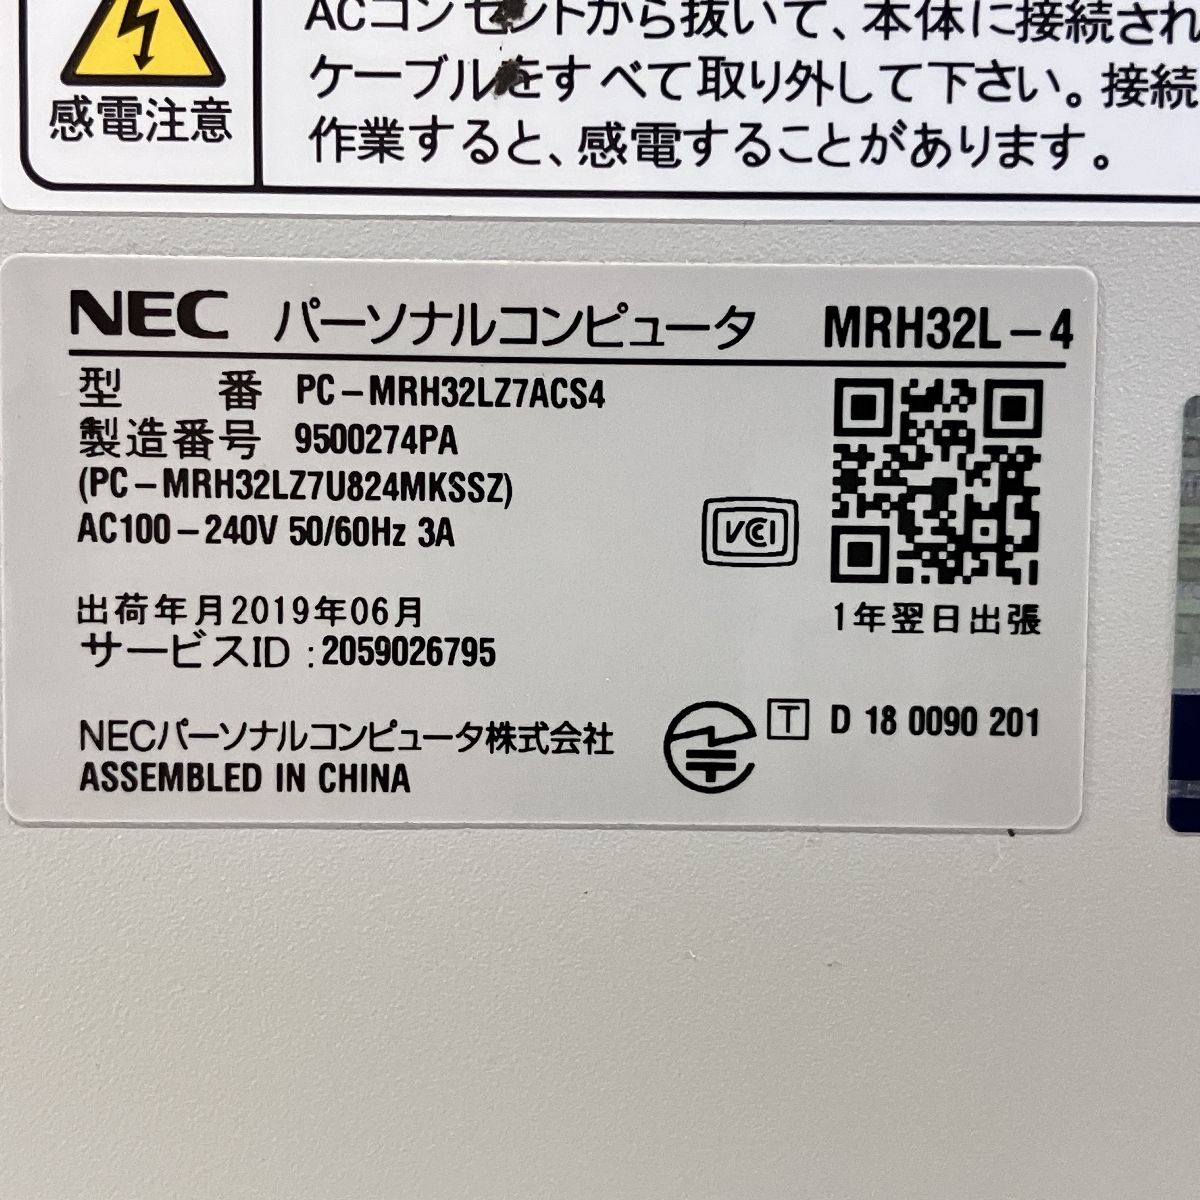 ACコンセントから抜いて、本体に接続され
ケーブルをすべて取り外して下さい。接続
作業すると、感電することがあります。
感電注意
NEC パーソナルコンピュータ MRH32L-4
型番 PC-MRH32LZ7ACS4
製造番号 9500274PA
(PC-MRH32LZ7U824MKSSZ)
AC100-240V 50/60Hz 3A
VCCI
1年翌日出張
出荷年月2019年06月
サービスID:2059026795
T D 18 0090 201
NECパーソナルコンピュータ株式会社
ASSEMBLED IN CHINA